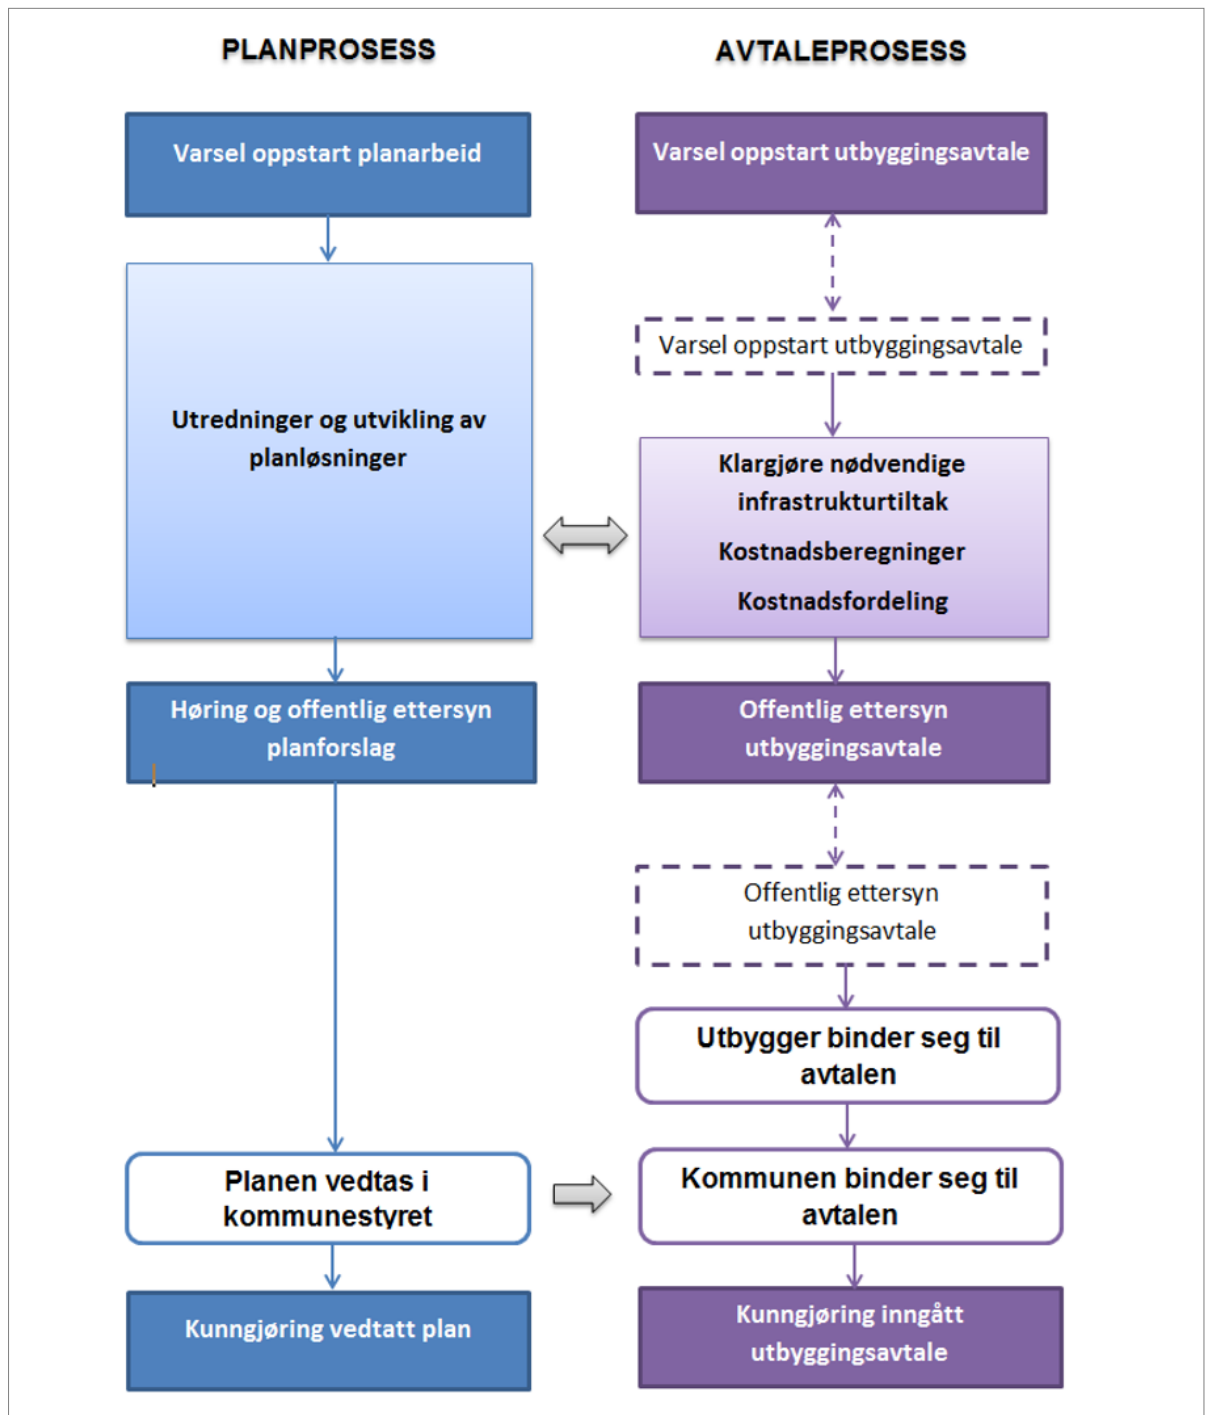 PLANPROSESS
AVTALEPROSESS
Varsel oppstart planarbeid
Varsel oppstart utbyggingsavtale
Varsel oppstart utbyggingsavtale
Utredninger og utvikling av
planløsninger
Klargjøre nødvendige
infrastrukturtiltak
Kostnadsberegninger
Kostnadsfordeling
Høring og offentlig ettersyn
planforslag
Offentlig ettersyn
utbyggingsavtale
Offentlig ettersyn
utbyggingsavtale
Utbygger binder seg til
avtalen
Planen vedtas i
kommunestyret
Kommunen binder seg til
avtalen
Kunngjøring vedtatt plan
Kunngjøring inngått
utbyggingsavtale